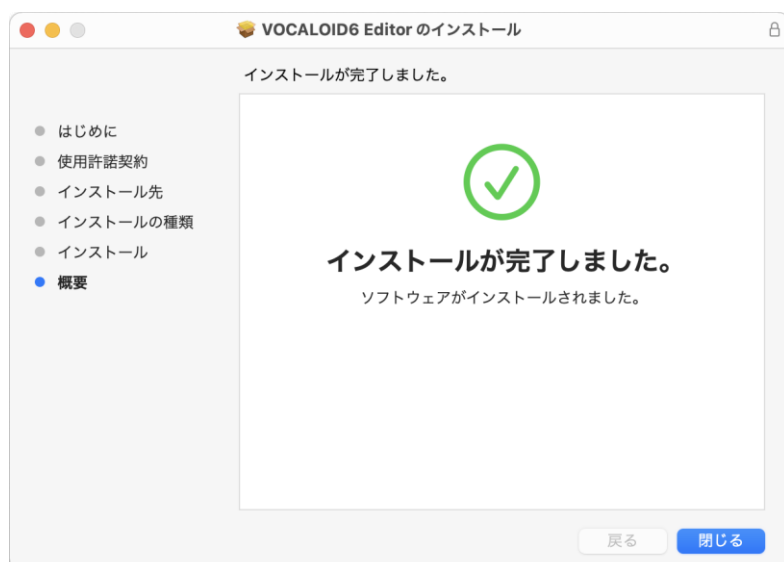 VOCALOID6 Editor のインストール
インストールが完了しました。
はじめに
使用許諾契約
インストール先
インストールの種類
インストール
概要
インストールが完了しました。
ソフトウェアがインストールされました。
戻る
閉じる